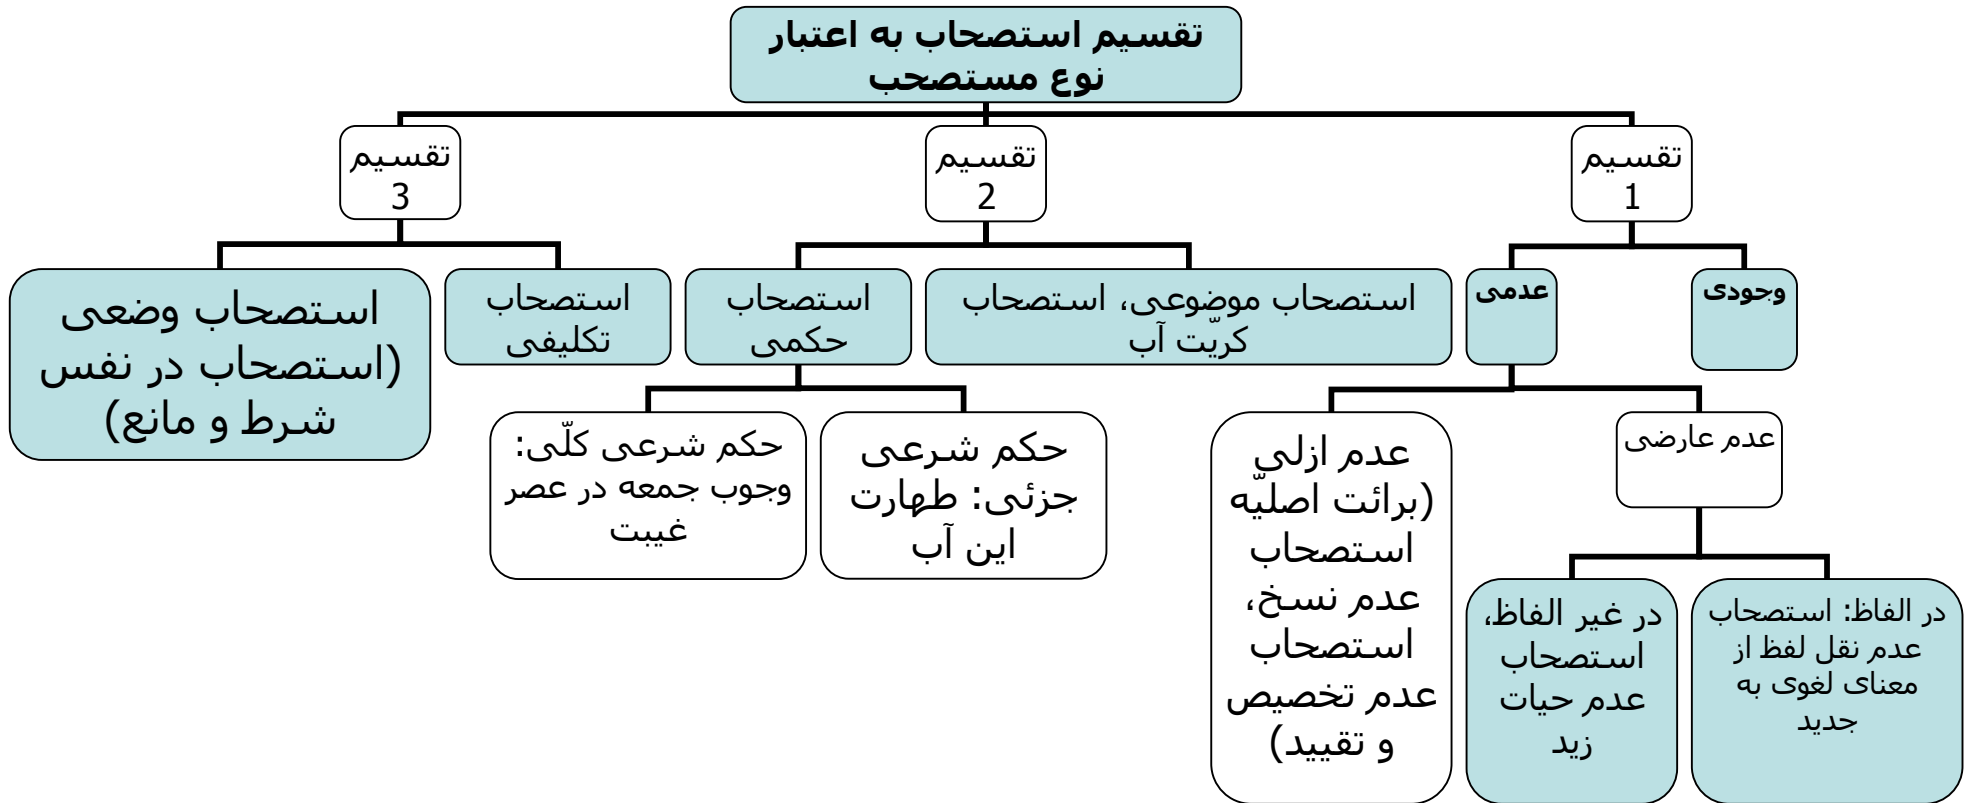 تقسیم استصحاب به اعتبار
نوع مستصحب
تقسیم
1
تقسیم
2
تقسیم
3
وجودی
عدمی
استصحاب موضوعی، استصحاب
کریّت آب
استصحاب
حکمی
استصحاب
تکلیفی
استصحاب وضعی
(استصحاب در نفس
شرط و مانع)
عدم عارضی
عدم ازلی
(برائت اصلیّه
استصحاب
عدم نسخ،
استصحاب
عدم تخصیص
و تقیید)
حکم شرعی
جزئی: طهارت
این آب
حکم شرعی کلّی:
وجوب جمعه در عصر
غیبت
در الفاظ: استصحاب
عدم نقل لفظ از
معنای لغوی به
جدید
در غیر الفاظ،
استصحاب
عدم حیات
زید